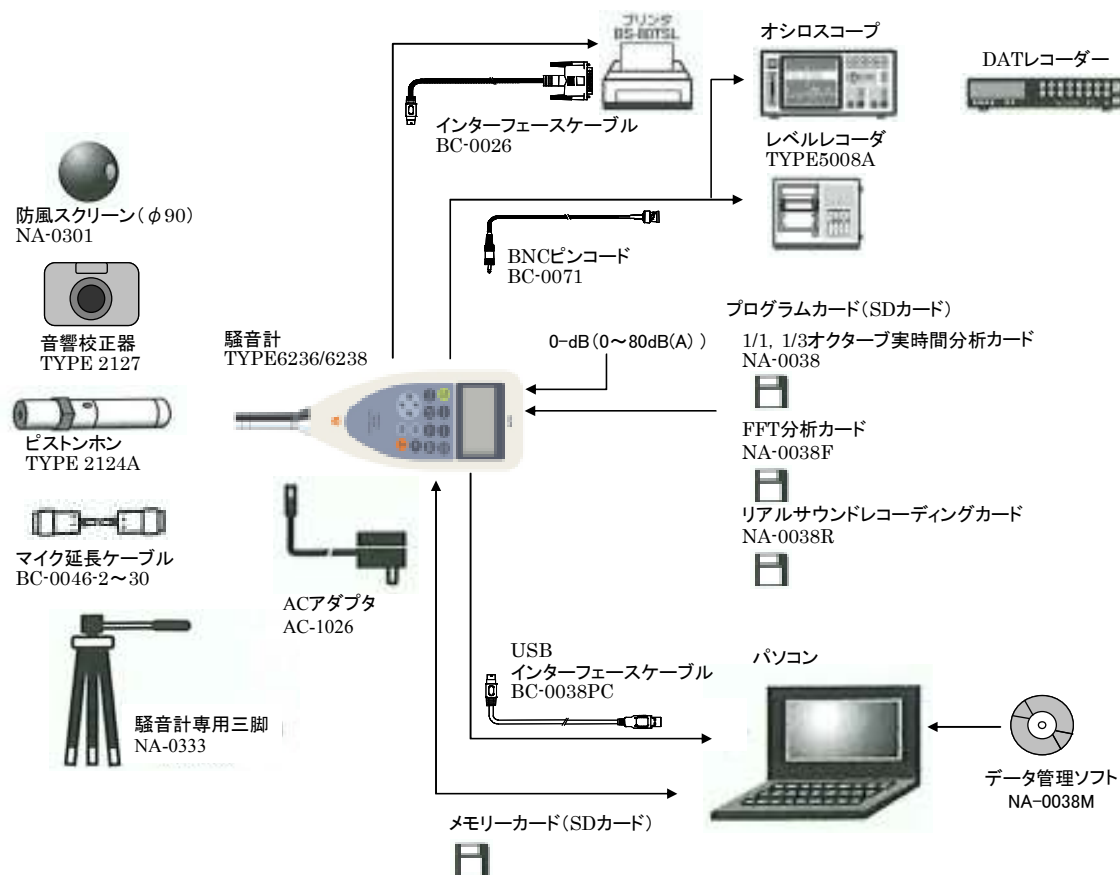 プリンタ
BS-80TSL
オシロスコープ
DATレコーダー
インターフェースケーブル
BC-0026
レベルレコーダ
TYPE5008A
防風スクリーン(φ90)
NA-0301
BNCピンコード
BC-0071
音響校正器
TYPE 2127
騒音計
TYPE6236/6238
0-dB(0～80dB(A) )
プログラムカード(SDカード)
1/1, 1/3オクターブ実時間分析カード
NA-0038
ピストンホン
TYPE 2124A
FFT分析カード
NA-0038F
リアルサウンドレコーディングカード
NA-0038R
マイク延長ケーブル
BC-0046-2～30
ACアダプタ
AC-1026
USB
インターフェースケーブル
BC-0038PC
パソコン
騒音計専用三脚
NA-0333
データ管理ソフト
NA-0038M
メモリーカード(SDカード)